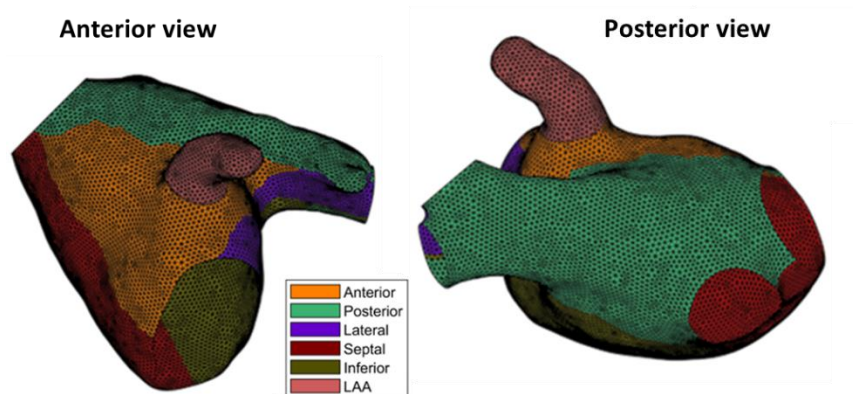 Anterior view
Posterior view
Anterior
Posterior
Lateral
Septal
Inferior
LAA